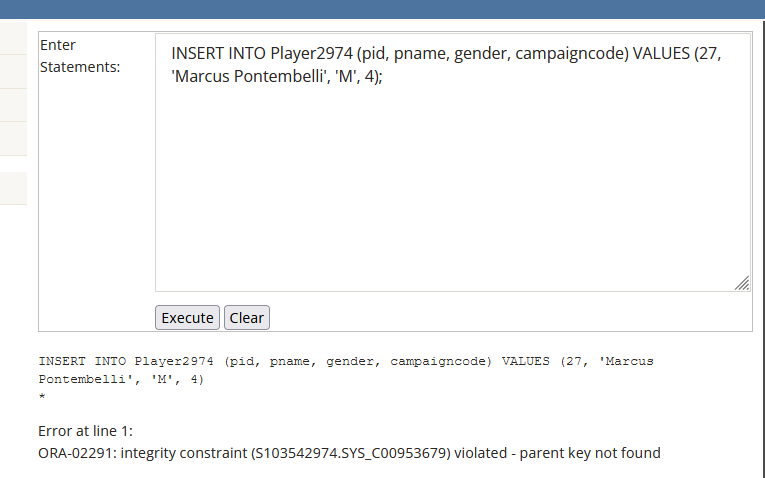 Enter
Statements:
INSERT INTO Player2974 (pid, pname, gender, campaigncode) VALUES (27,
'Marcus Pontembelli', 'M', 4);
Execute Clear
INSERT INTO Player2974 (pid, pname, gender, campaigncode) VALUES (27, 'Marcus
Pontembelli', 'M', 4)
*
Error at line 1:
ORA-02291: integrity constraint (S103542974.SYS_C00953679) violated - parent key not found